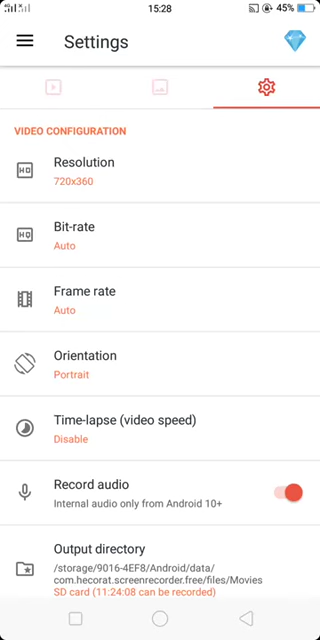 15:28
45%
Settings
VIDEO CONFIGURATION
Resolution
720x360
Bit-rate
Auto
Frame rate
Auto
Orientation
Portrait
Time-lapse (video speed)
Disable
Record audio
Internal audio only from Android 10+
Output directory
/storage/9016-4EF8/Android/data/
com.hecorat.screenrecorder.free/files/Movies
SD card (11:24:08 can be recorded)